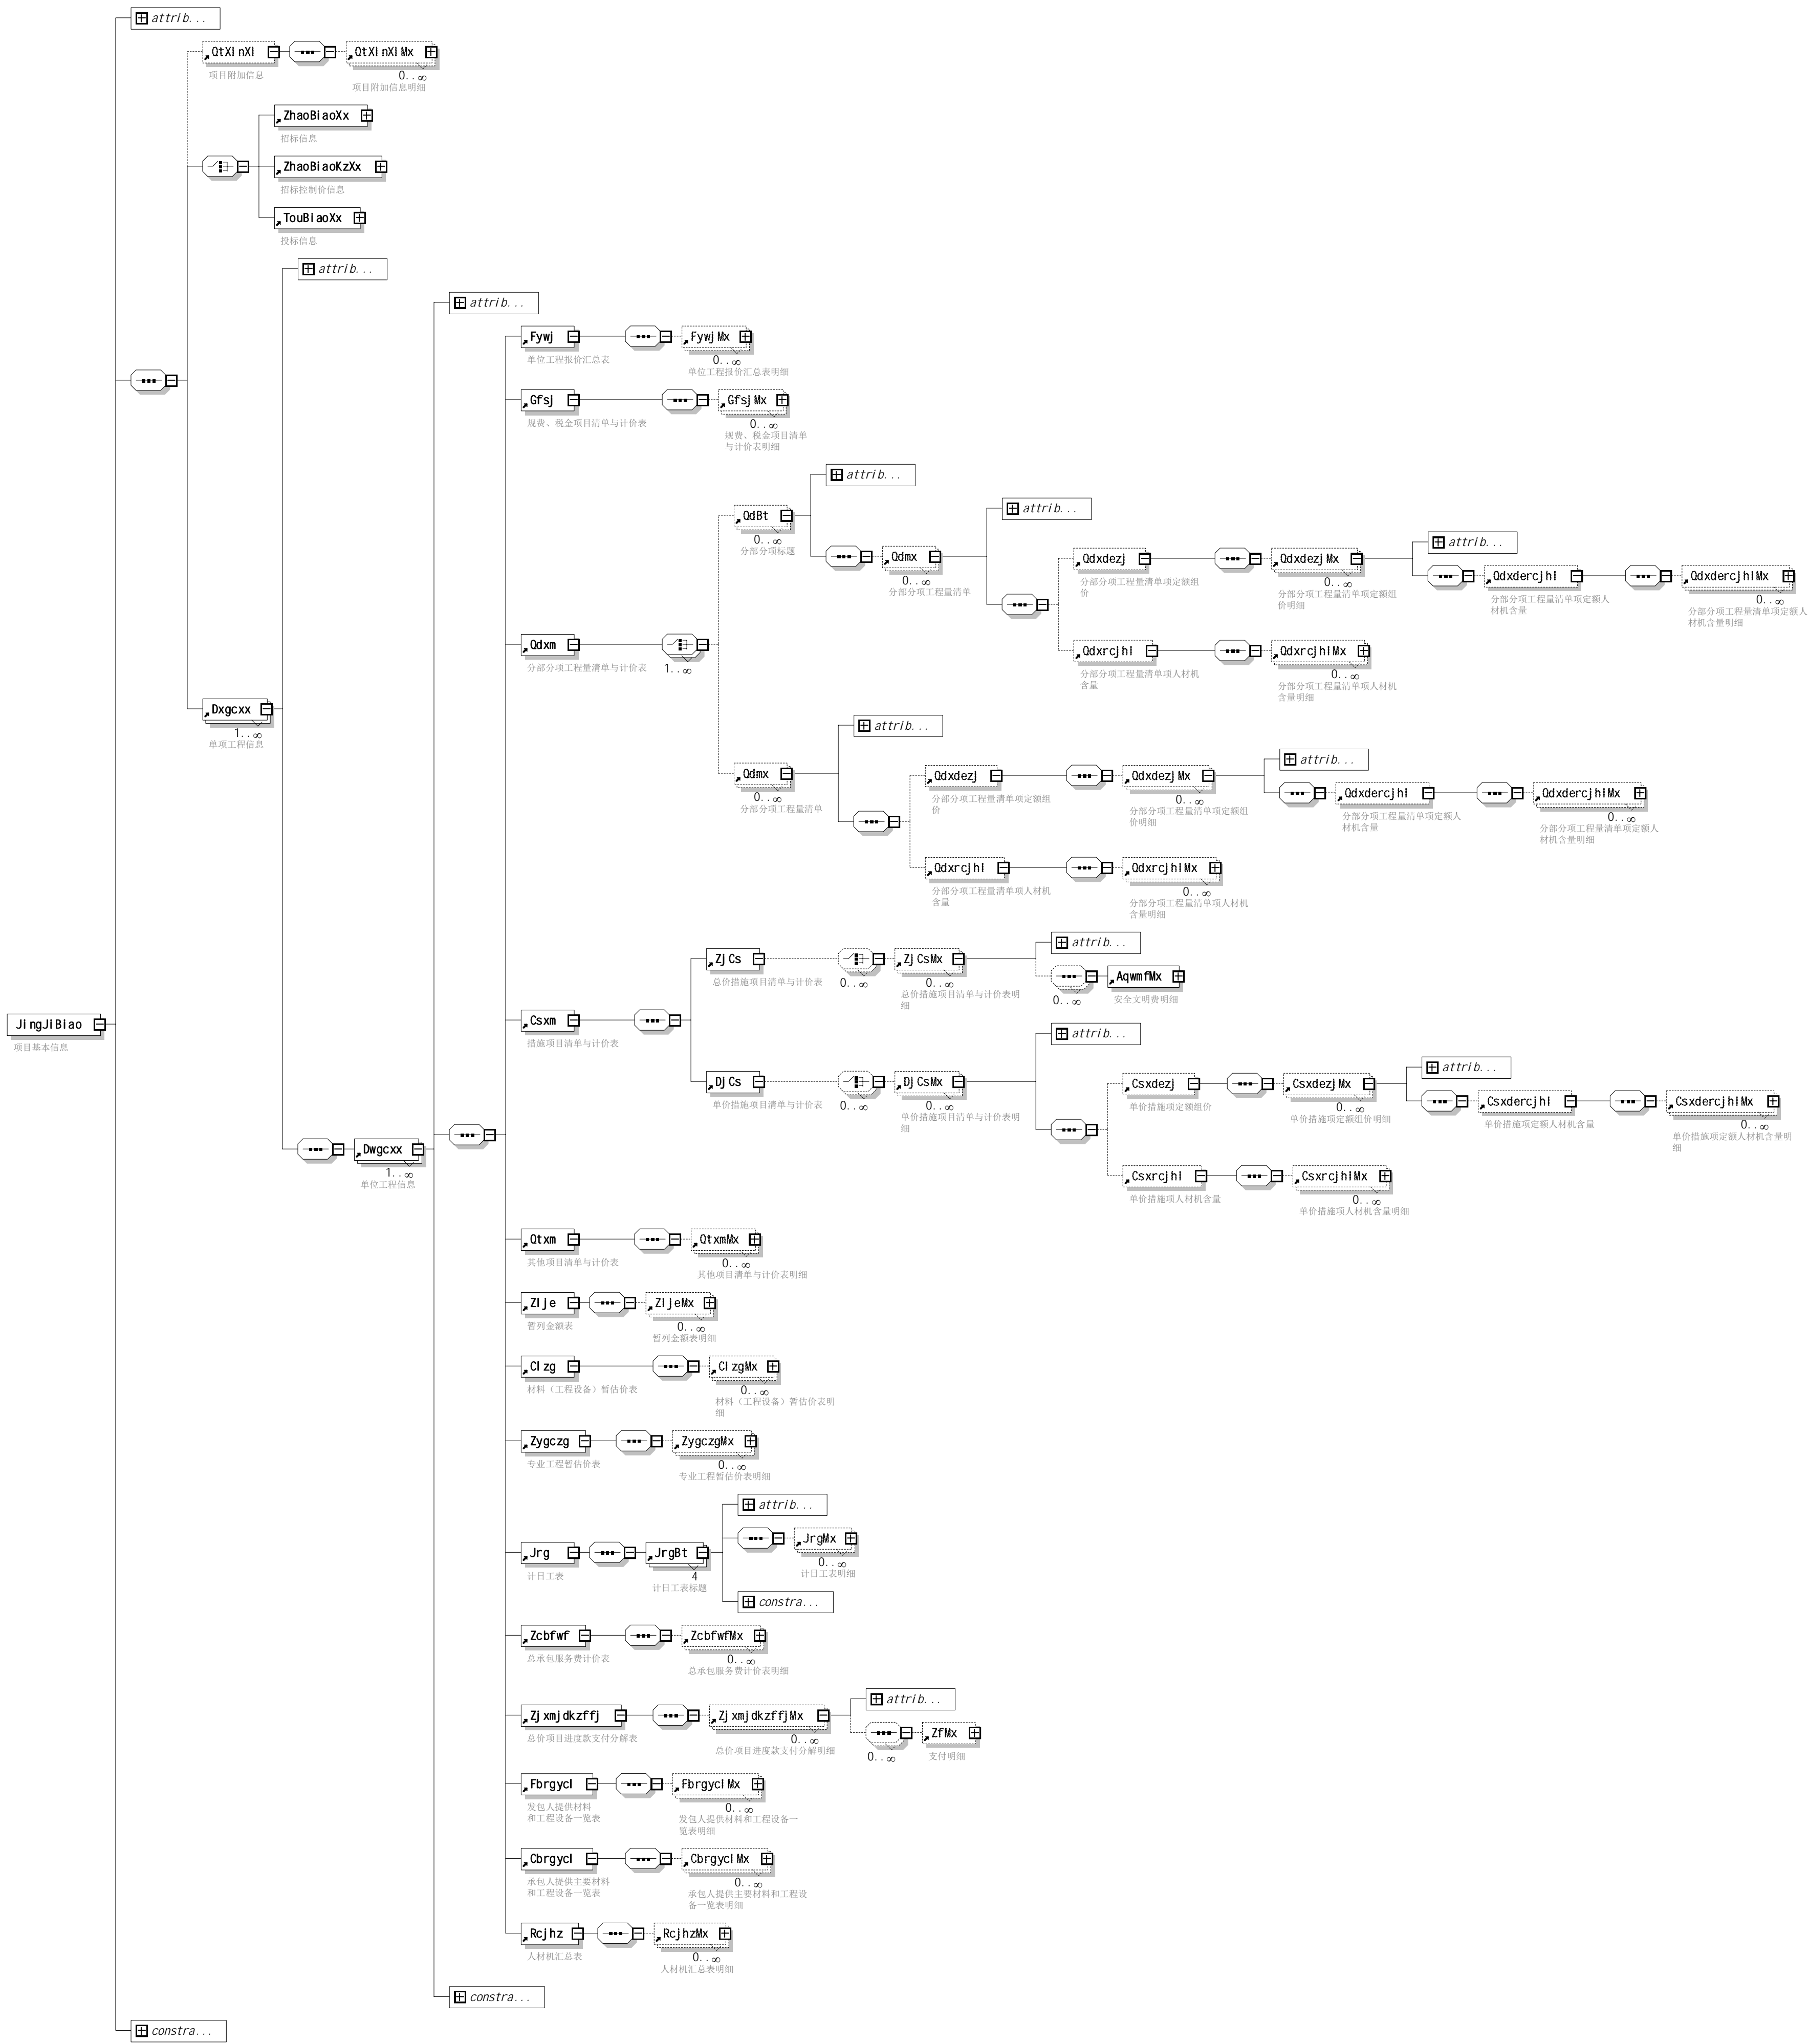 attrib...
QtXinXi
QtXinXiMx
0..∞
项目附加信息
项目附加信息明细
ZhaoBiaoXx
招标信息
ZhaoBiaoKzXx
招标控制价信息
TouBiaoXx
投标信息
attrib...
attrib...
Fywj
FywjMx
0..∞
单位工程报价汇总表
单位工程报价汇总表明细
Gfsj
GfsjMx
0..∞
规费、税金项目清单与计价表
规费、税金项目清单
与计价表明细
attrib...
QdBt
0..∞
分部分项标题
attrib...
Qdmx
0..∞
分部分项工程量清单
Qdxdezj
分部分项工程量清单项定额组
价
QdxdezjMx
0..∞
分部分项工程量清单项定额组
价明细
attrib...
Qdxdercjhl
分部分项工程量清单项定额人
材机含量
QdxdercjhlMx
0..∞
分部分项工程量清单项定额人
材机含量明细
Qdxm
分部分项工程量清单与计价表
1..∞
Qdxrcjhl
分部分项工程量清单项人材机
含量
QdxrcjhlMx
0..∞
分部分项工程量清单项人材机
含量明细
Dxgcxx
1..∞
单项工程信息
attrib...
Qdmx
0..∞
分部分项工程量清单
Qdxdezj
分部分项工程量清单项定额组
价
QdxdezjMx
0..∞
分部分项工程量清单项定额组
价明细
attrib...
Qdxdercjhl
分部分项工程量清单项定额人
材机含量
QdxdercjhlMx
0..∞
分部分项工程量清单项定额人
材机含量明细
Qdxrcjhl
分部分项工程量清单项人材机
含量
QdxrcjhlMx
0..∞
分部分项工程量清单项人材机
含量明细
ZjCs
总价措施项目清单与计价表
0..∞
ZjCsMx
0..∞
总价措施项目清单与计价表明
细
attrib...
0..∞
AqwmfMx
安全文明费明细
JingJiBiao
项目基本信息
Csxm
措施项目清单与计价表
DjCs
单价措施项目清单与计价表
0..∞
DjCsMx
0..∞
单价措施项目清单与计价表明
细
attrib...
Csxdezj
单价措施项定额组价
CsxdezjMx
0..∞
单价措施项定额组价明细
attrib...
Csxdercjhl
单价措施项定额人材机含量
CsxdercjhlMx
0..∞
单价措施项定额人材机含量明
细
Dwgcxx
1..∞
单位工程信息
Csxrcjhl
单价措施项人材机含量
CsxrcjhlMx
0..∞
单价措施项人材机含量明细
Qtxm
QtxmMx
0..∞
其他项目清单与计价表
其他项目清单与计价表明细
Zlje
ZljeMx
0..∞
暂列金额表
暂列金额表明细
Clzg
ClzgMx
0..∞
材料（工程设备）暂估价表
材料（工程设备）暂估价表明
细
Zygczg
ZygczgMx
0..∞
专业工程暂估价表
专业工程暂估价表明细
attrib...
Jrg
计日工表
JrgBt
4
计日工表标题
JrgMx
0..∞
计日工表明细
constra...
Zcbfwf
ZcbfwfMx
0..∞
总承包服务费计价表
总承包服务费计价表明细
attrib...
Zjxmjdkzffj
总价项目进度款支付分解表
ZjxmjdkzffjMx
0..∞
总价项目进度款支付分解明细
0..∞
ZfMx
支付明细
Fbrgycl
FbrgyclMx
0..∞
发包人提供材料
和工程设备一览表
发包人提供材料和工程设备一
览表明细
Cbrgycl
CbrgyclMx
0..∞
承包人提供主要材料
和工程设备一览表
承包人提供主要材料和工程设
备一览表明细
Rcjhz
RcjhzMx
0..∞
人材机汇总表
人材机汇总表明细
constra...
constra...